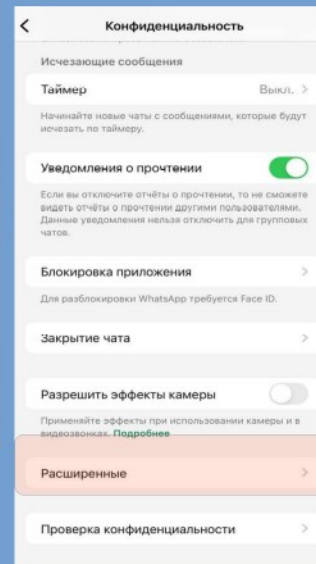 Конфиденциальность
Исчезающие сообщения
Таймер Выкл.
Начинайте новые чаты с сообщениями, которые будут
исчезать по таймеру.
Уведомления о прочтении
Если вы отключите отчёты о прочтении, то не сможете
видеть отчёты о прочтении другими пользователями.
Данные уведомления нельзя отключить для групповых
чатов.
Блокировка приложения
Для разблокировки WhatsApp требуется Face ID.
Закрытие чата
Разрешить эффекты камеры
Применяйте эффекты при использовании камеры и в
видеозвонках. Подробнее
Расширенные
Проверка конфиденциальности